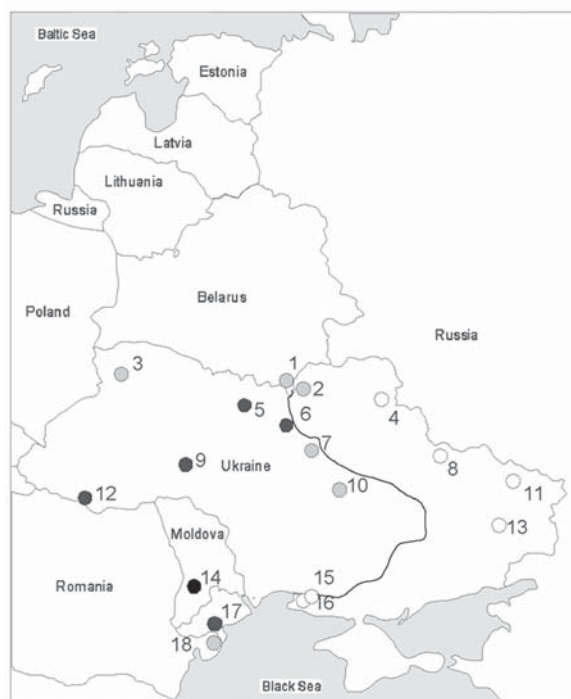 Baltic Sea
Estonia
Latvia
Lithuania
Russia
Belarus
Poland
Russia
1
3
2
4
5
6
7
8
9
Ukraine
10
11
12
13
Moldova
14
15
Romania
16
17
18
Black Sea